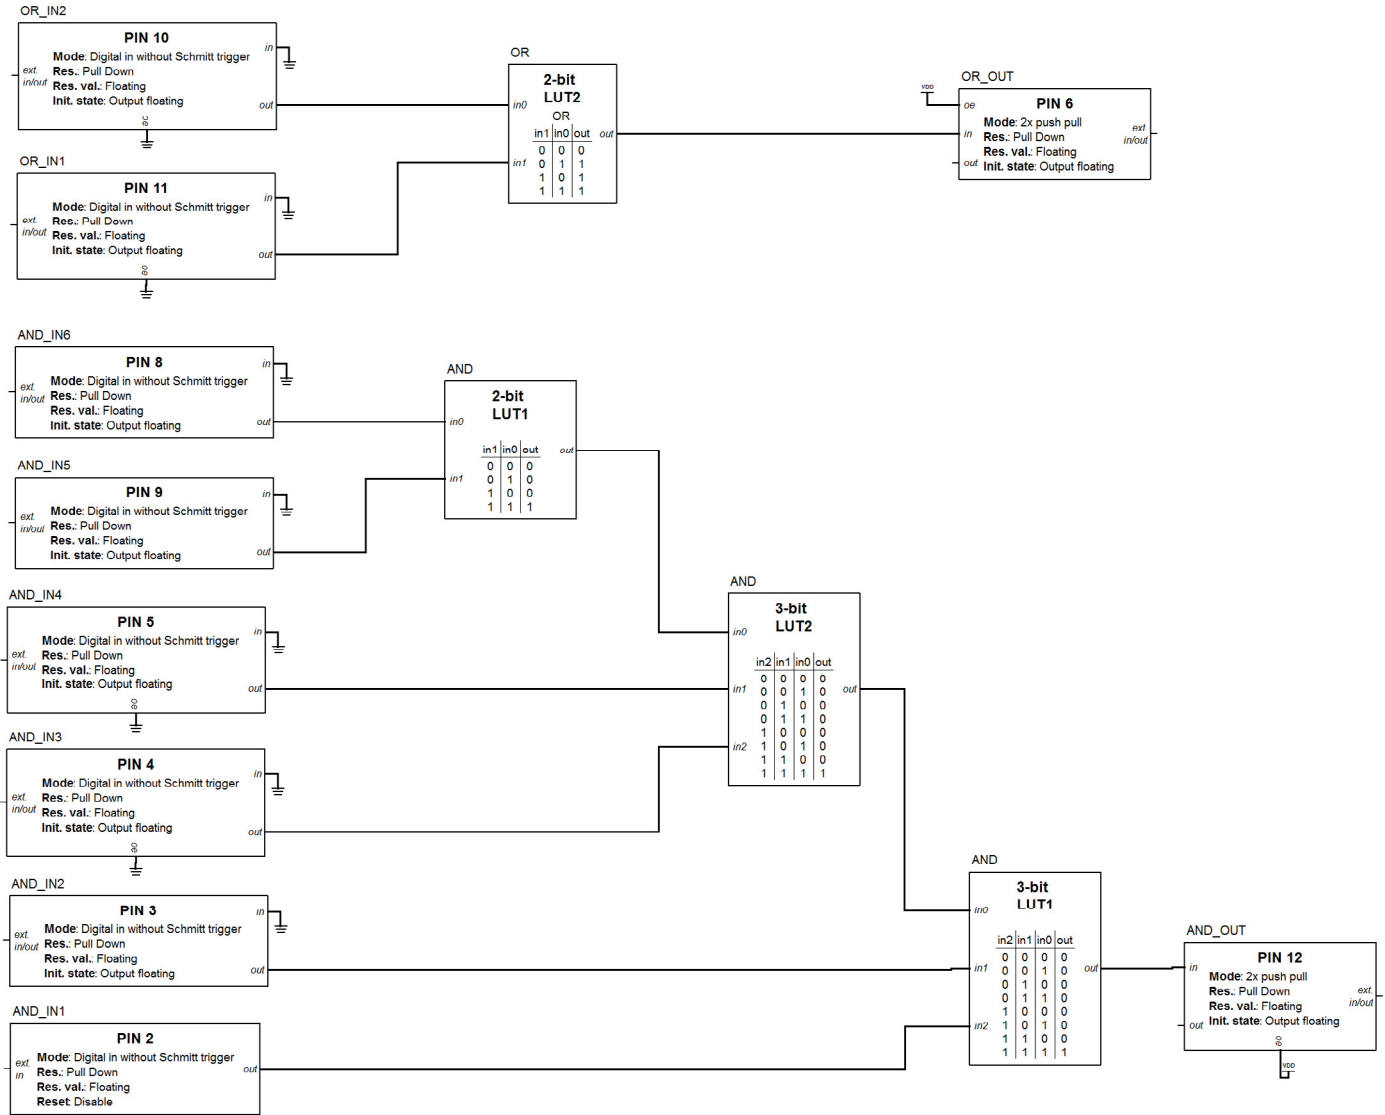 OR_IN2
PIN 10
Mode: Digital in without Schmitt trigger
Res.: Pull Down
Res. val.: Floating
Init. state: Output floating
ext.
in/out
in
out
oe
OR_IN1
PIN 11
Mode: Digital in without Schmitt trigger
Res.: Pull Down
Res. val.: Floating
Init. state: Output floating
ext.
in/out
in
out
oe
OR
2-bit
LUT2
OR
in1 in0 out
0 0 0
0 1 1
1 0 1
1 1 1
in0
in1
out
OR_OUT
VDD
PIN 6
Mode: 2x push pull
Res.: Pull Down
Res. val.: Floating
Init. state: Output floating
oe
in
out
ext
in/out
AND_IN6
PIN 8
Mode: Digital in without Schmitt trigger
Res.: Pull Down
Res. val.: Floating
Init. state: Output floating
ext.
in/out
in
out
AND_IN5
PIN 9
Mode: Digital in without Schmitt trigger
Res.: Pull Down
Res. val.: Floating
Init. state: Output floating
ext.
in/out
in
out
AND
2-bit
LUT1
in1 in0 out
0 0 0
0 1 0
1 0 0
1 1 1
in0
in1
out
AND_IN4
PIN 5
Mode: Digital in without Schmitt trigger
Res.: Pull Down
Res. val.: Floating
Init. state: Output floating
ext.
in/out
in
out
oe
AND_IN3
PIN 4
Mode: Digital in without Schmitt trigger
Res.: Pull Down
Res. val.: Floating
Init. state: Output floating
ext.
in/out
in
out
oe
AND
3-bit
LUT2
in2 in1 in0 out
0 0 0 0
0 0 1 0
0 1 0 0
0 1 1 0
1 0 0 0
1 0 1 0
1 1 0 0
1 1 1 1
in0
in1
in2
out
AND_IN2
PIN 3
Mode: Digital in without Schmitt trigger
Res.: Pull Down
Res. val.: Floating
Init. state: Output floating
ext.
in/out
in
out
AND_IN1
PIN 2
Mode: Digital in without Schmitt trigger
Res.: Pull Down
Res. val.: Floating
Reset: Disable
ext.
in
out
AND
3-bit
LUT1
in2 in1 in0 out
0 0 0 0
0 0 1 0
0 1 0 0
0 1 1 0
1 0 0 0
1 0 1 0
1 1 0 0
1 1 1 1
in0
in1
in2
out
AND_OUT
PIN 12
Mode: 2x push pull
Res.: Pull Down
Res. val.: Floating
Init. state: Output floating
in
out
ext.
in/out
oe
VDD